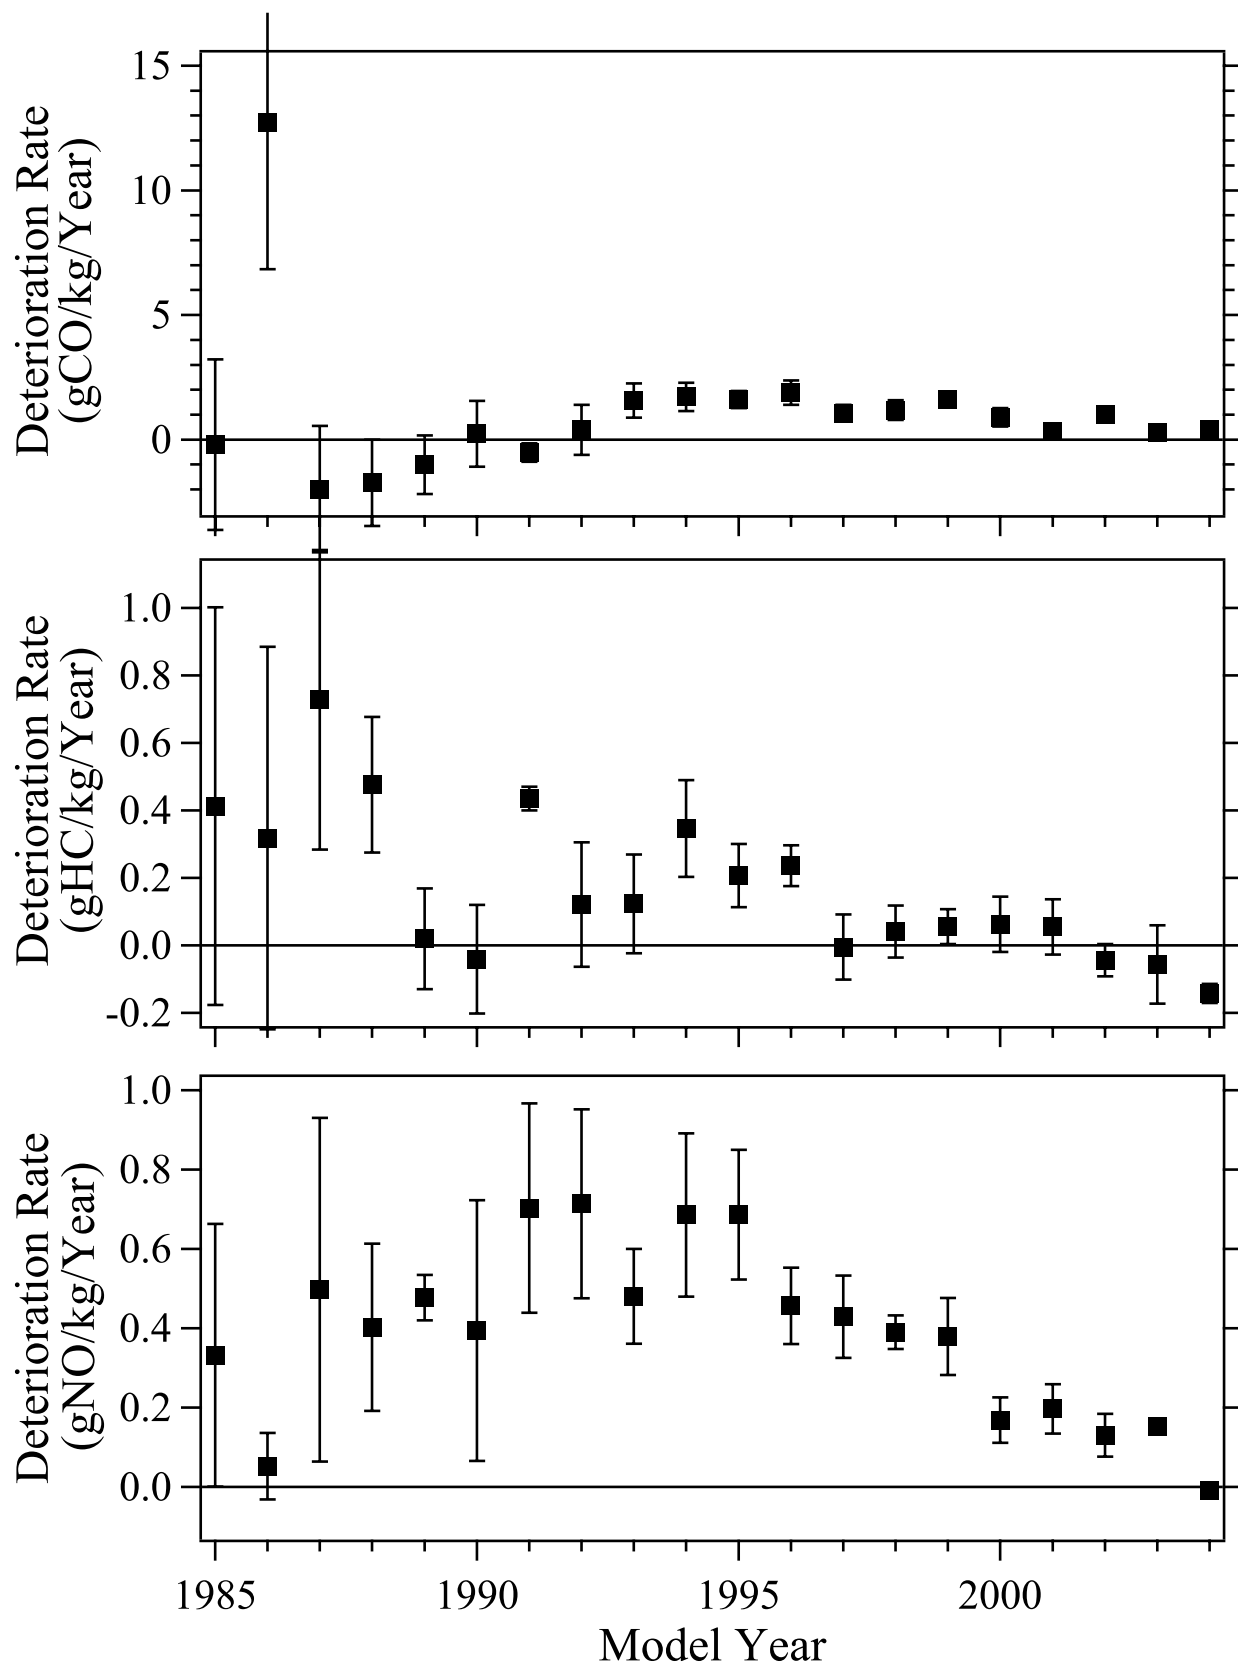 Deterioration Rate
(gCO/kg/Year)
15
10
5
0
Deterioration Rate
(gHC/kg/Year)
1.0
0.8
0.6
0.4
0.2
0.0
-0.2
Deterioration Rate
(gNO/kg/Year)
1.0
0.8
0.6
0.4
0.2
0.0
1985 1990 1995 2000
Model Year